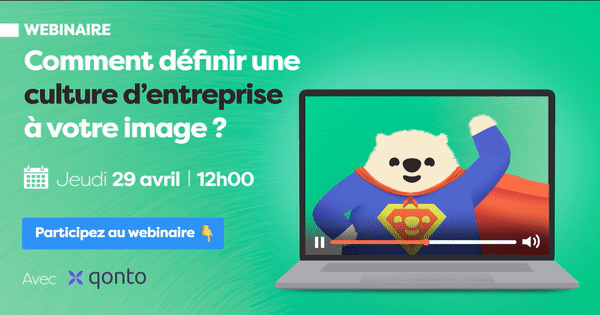 WEBINAIRE
Comment définir une
culture d'entreprise
à votre image ?
Jeudi 29 avril | 12h00
Participez au webinaire 👇
Avec qonto